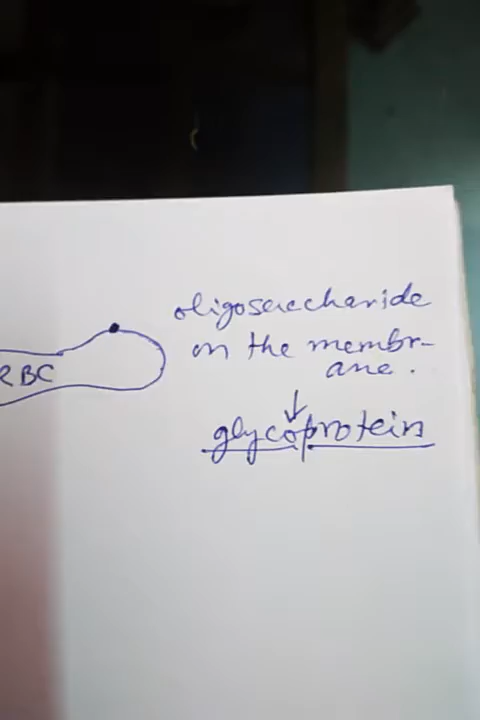 oligosaccharide
on the membr-
ane.
RBC
↓
glycoprotein